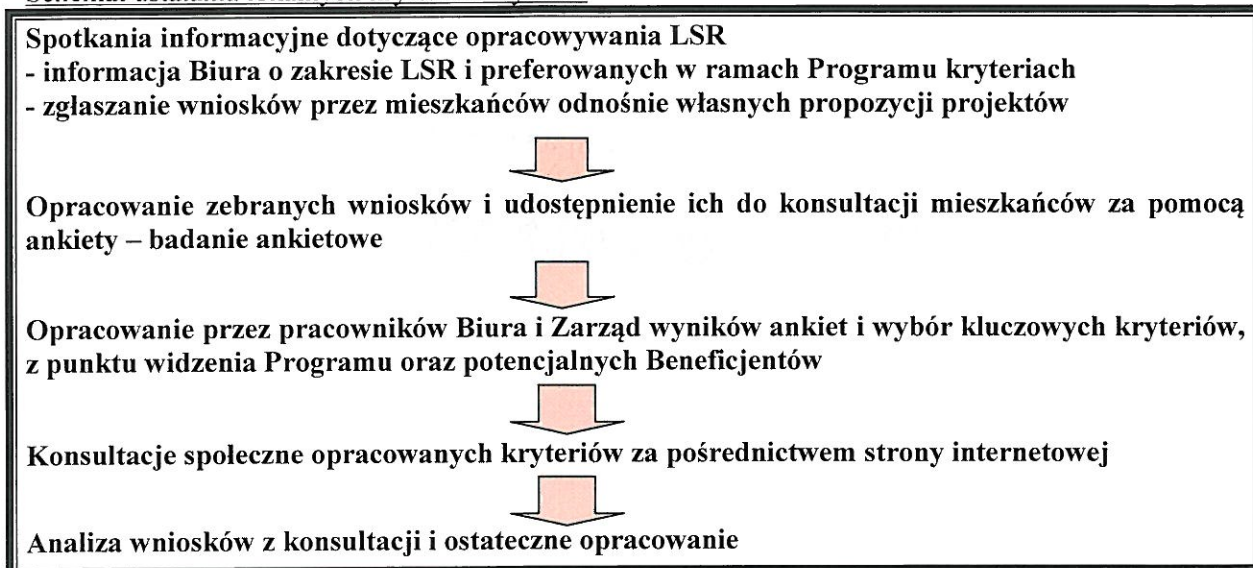 Spotkania informacyjne dotyczące opracowywania LSR
- informacja Biura o zakresie LSR i preferowanych w ramach Programu kryteriach
- zgłaszanie wniosków przez mieszkańców odnośnie własnych propozycji projektów
Opracowanie zebranych wniosków i udostępnienie ich do konsultacji mieszkańców za pomocą
ankiety – badanie ankietowe
Opracowanie przez pracowników Biura i Zarząd wyników ankiet i wybór kluczowych kryteriów,
z punktu widzenia Programu oraz potencjalnych Beneficjentów
Konsultacje społeczne opracowanych kryteriów za pośrednictwem strony internetowej
Analiza wniosków z konsultacji i ostateczne opracowanie